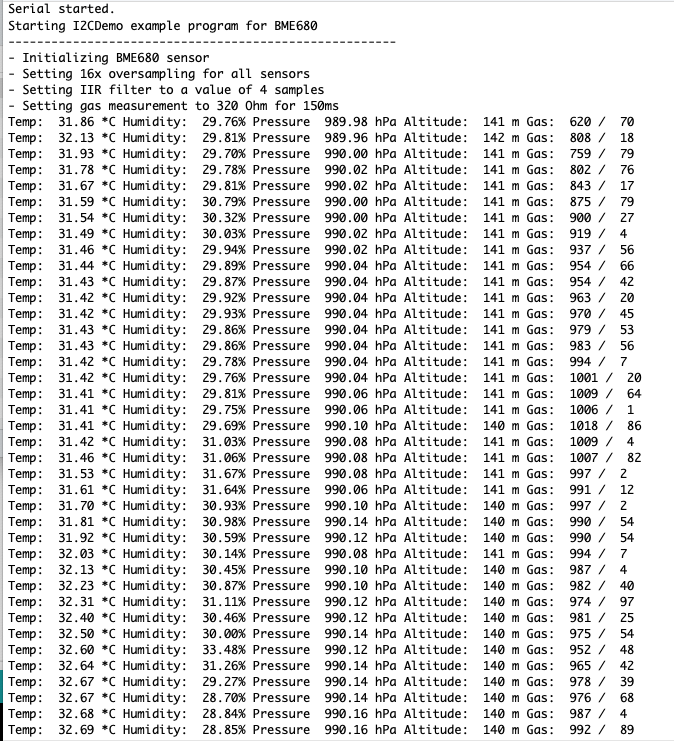 Serial started.
Starting I2CDemo example program for BME680
---------------------------------------------------
- Initializing BME680 sensor
- Setting 16x oversampling for all sensors
- Setting IIR filter to a value of 4 samples
- Setting gas measurement to 320 Ohm for 150ms
Temp:  31.86 *C Humidity:  29.76% Pressure  989.98 hPa Altitude:  141 m Gas:  620 /  70
Temp:  32.13 *C Humidity:  29.81% Pressure  989.96 hPa Altitude:  142 m Gas:  808 /  18
Temp:  31.93 *C Humidity:  29.70% Pressure  990.00 hPa Altitude:  141 m Gas:  759 /  79
Temp:  31.78 *C Humidity:  29.78% Pressure  990.02 hPa Altitude:  141 m Gas:  802 /  76
Temp:  31.67 *C Humidity:  29.81% Pressure  990.02 hPa Altitude:  141 m Gas:  843 /  17
Temp:  31.59 *C Humidity:  30.79% Pressure  990.00 hPa Altitude:  141 m Gas:  875 /  79
Temp:  31.54 *C Humidity:  30.32% Pressure  990.00 hPa Altitude:  141 m Gas:  900 /  27
Temp:  31.49 *C Humidity:  30.03% Pressure  990.02 hPa Altitude:  141 m Gas:  919 /  4
Temp:  31.46 *C Humidity:  29.94% Pressure  990.02 hPa Altitude:  141 m Gas:  937 /  56
Temp:  31.44 *C Humidity:  29.89% Pressure  990.04 hPa Altitude:  141 m Gas:  954 /  66
Temp:  31.43 *C Humidity:  29.87% Pressure  990.04 hPa Altitude:  141 m Gas:  954 /  42
Temp:  31.42 *C Humidity:  29.92% Pressure  990.04 hPa Altitude:  141 m Gas:  963 /  20
Temp:  31.42 *C Humidity:  29.93% Pressure  990.04 hPa Altitude:  141 m Gas:  970 /  45
Temp:  31.43 *C Humidity:  29.86% Pressure  990.04 hPa Altitude:  141 m Gas:  979 /  53
Temp:  31.43 *C Humidity:  29.86% Pressure  990.04 hPa Altitude:  141 m Gas:  983 /  56
Temp:  31.42 *C Humidity:  29.78% Pressure  990.04 hPa Altitude:  141 m Gas:  994 /  7
Temp:  31.42 *C Humidity:  29.76% Pressure  990.04 hPa Altitude:  141 m Gas:  1001 /  20
Temp:  31.41 *C Humidity:  29.81% Pressure  990.06 hPa Altitude:  141 m Gas:  1009 /  64
Temp:  31.41 *C Humidity:  29.75% Pressure  990.06 hPa Altitude:  141 m Gas:  1006 /  1
Temp:  31.41 *C Humidity:  29.69% Pressure  990.10 hPa Altitude:  140 m Gas:  1018 /  86
Temp:  31.42 *C Humidity:  31.03% Pressure  990.08 hPa Altitude:  141 m Gas:  1009 /  4
Temp:  31.46 *C Humidity:  31.06% Pressure  990.08 hPa Altitude:  141 m Gas:  1007 /  82
Temp:  31.53 *C Humidity:  31.67% Pressure  990.08 hPa Altitude:  141 m Gas:  997 /  2
Temp:  31.61 *C Humidity:  31.64% Pressure  990.06 hPa Altitude:  141 m Gas:  991 /  12
Temp:  31.70 *C Humidity:  30.93% Pressure  990.10 hPa Altitude:  140 m Gas:  997 /  2
Temp:  31.81 *C Humidity:  30.98% Pressure  990.14 hPa Altitude:  140 m Gas:  990 /  54
Temp:  31.92 *C Humidity:  30.59% Pressure  990.12 hPa Altitude:  140 m Gas:  990 /  54
Temp:  32.03 *C Humidity:  30.14% Pressure  990.08 hPa Altitude:  141 m Gas:  994 /  7
Temp:  32.13 *C Humidity:  30.45% Pressure  990.10 hPa Altitude:  140 m Gas:  987 /  4
Temp:  32.23 *C Humidity:  30.87% Pressure  990.10 hPa Altitude:  140 m Gas:  982 /  40
Temp:  32.31 *C Humidity:  31.11% Pressure  990.12 hPa Altitude:  140 m Gas:  974 /  97
Temp:  32.40 *C Humidity:  30.46% Pressure  990.12 hPa Altitude:  140 m Gas:  981 /  25
Temp:  32.50 *C Humidity:  30.00% Pressure  990.14 hPa Altitude:  140 m Gas:  975 /  54
Temp:  32.60 *C Humidity:  33.48% Pressure  990.12 hPa Altitude:  140 m Gas:  952 /  48
Temp:  32.64 *C Humidity:  31.26% Pressure  990.14 hPa Altitude:  140 m Gas:  965 /  42
Temp:  32.67 *C Humidity:  29.27% Pressure  990.14 hPa Altitude:  140 m Gas:  978 /  39
Temp:  32.67 *C Humidity:  28.70% Pressure  990.14 hPa Altitude:  140 m Gas:  976 /  68
Temp:  32.68 *C Humidity:  28.84% Pressure  990.16 hPa Altitude:  140 m Gas:  987 /  4
Temp:  32.69 *C Humidity:  28.85% Pressure  990.16 hPa Altitude:  140 m Gas:  992 /  89